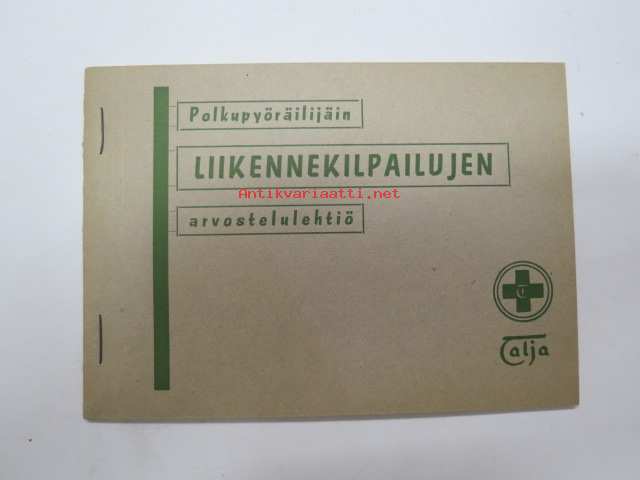 Polkupyöräilijäin
LIIKENNEKILPAILUJEN
Antikvariaatti.net
arvostelulehtiö
T
Talja